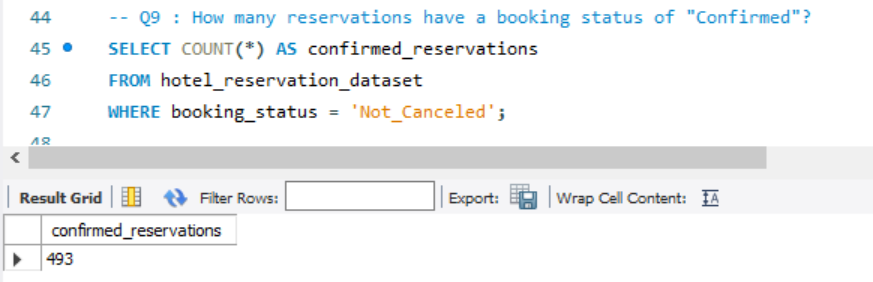 44 -- Q9 : How many reservations have a booking status of "Confirmed"?
45 SELECT COUNT(*) AS confirmed_reservations
46 FROM hotel_reservation_dataset
47 WHERE booking_status = 'Not_Canceled';
48
Result Grid Filter Rows: Export: Wrap Cell Content: IA
confirmed_reservations
493